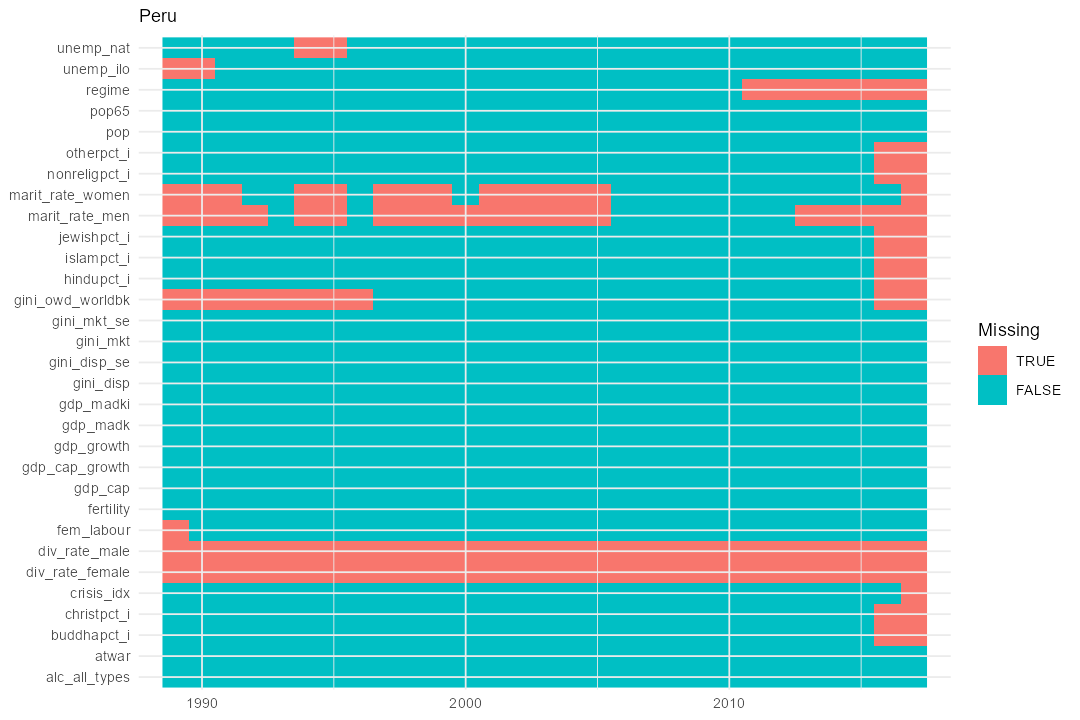 Peru
unemp_nat
unemp_ilo
regime
pop65
pop
otherpct_i
nonreligpct_i
marit_rate_women
marit_rate_men
jewishpct_i
islampct_i
hindupct_i
gini_owd_worldbk
gini_mkt_se
gini_mkt
gini_disp_se
gini_disp
gdp_madki
gdp_madk
gdp_growth
gdp_cap_growth
gdp_cap
fertility
fem_labour
div_rate_male
div_rate_female
crisis_idx
christpct_i
buddhapct_i
atwar
alc_all_types
1990 2000 2010
Missing
TRUE
FALSE